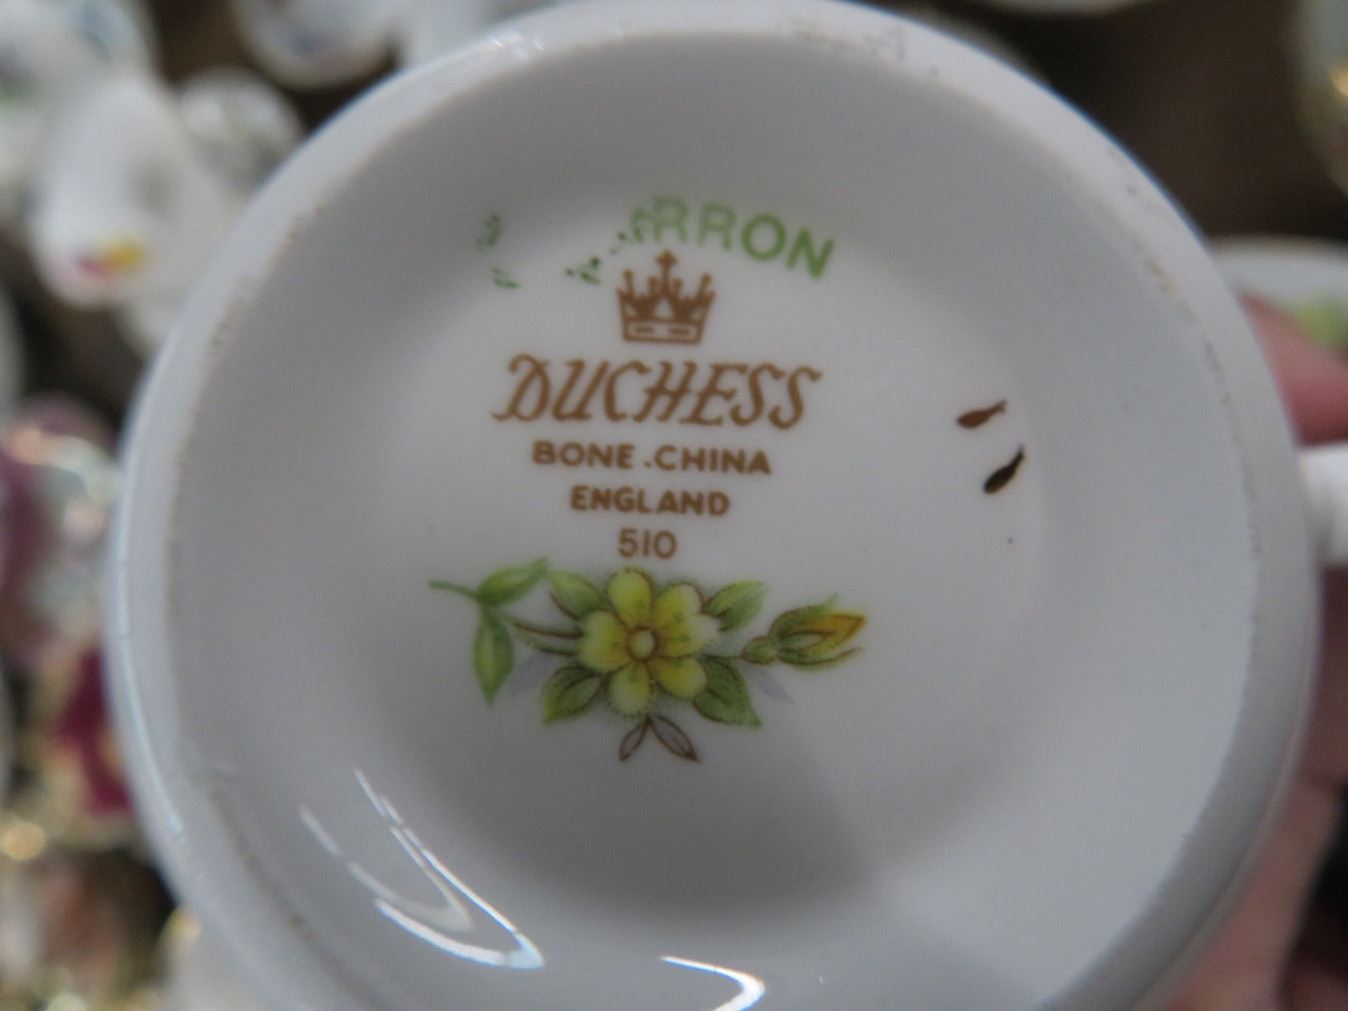 DUCHESS
BONE CHINA
ENGLAND
510